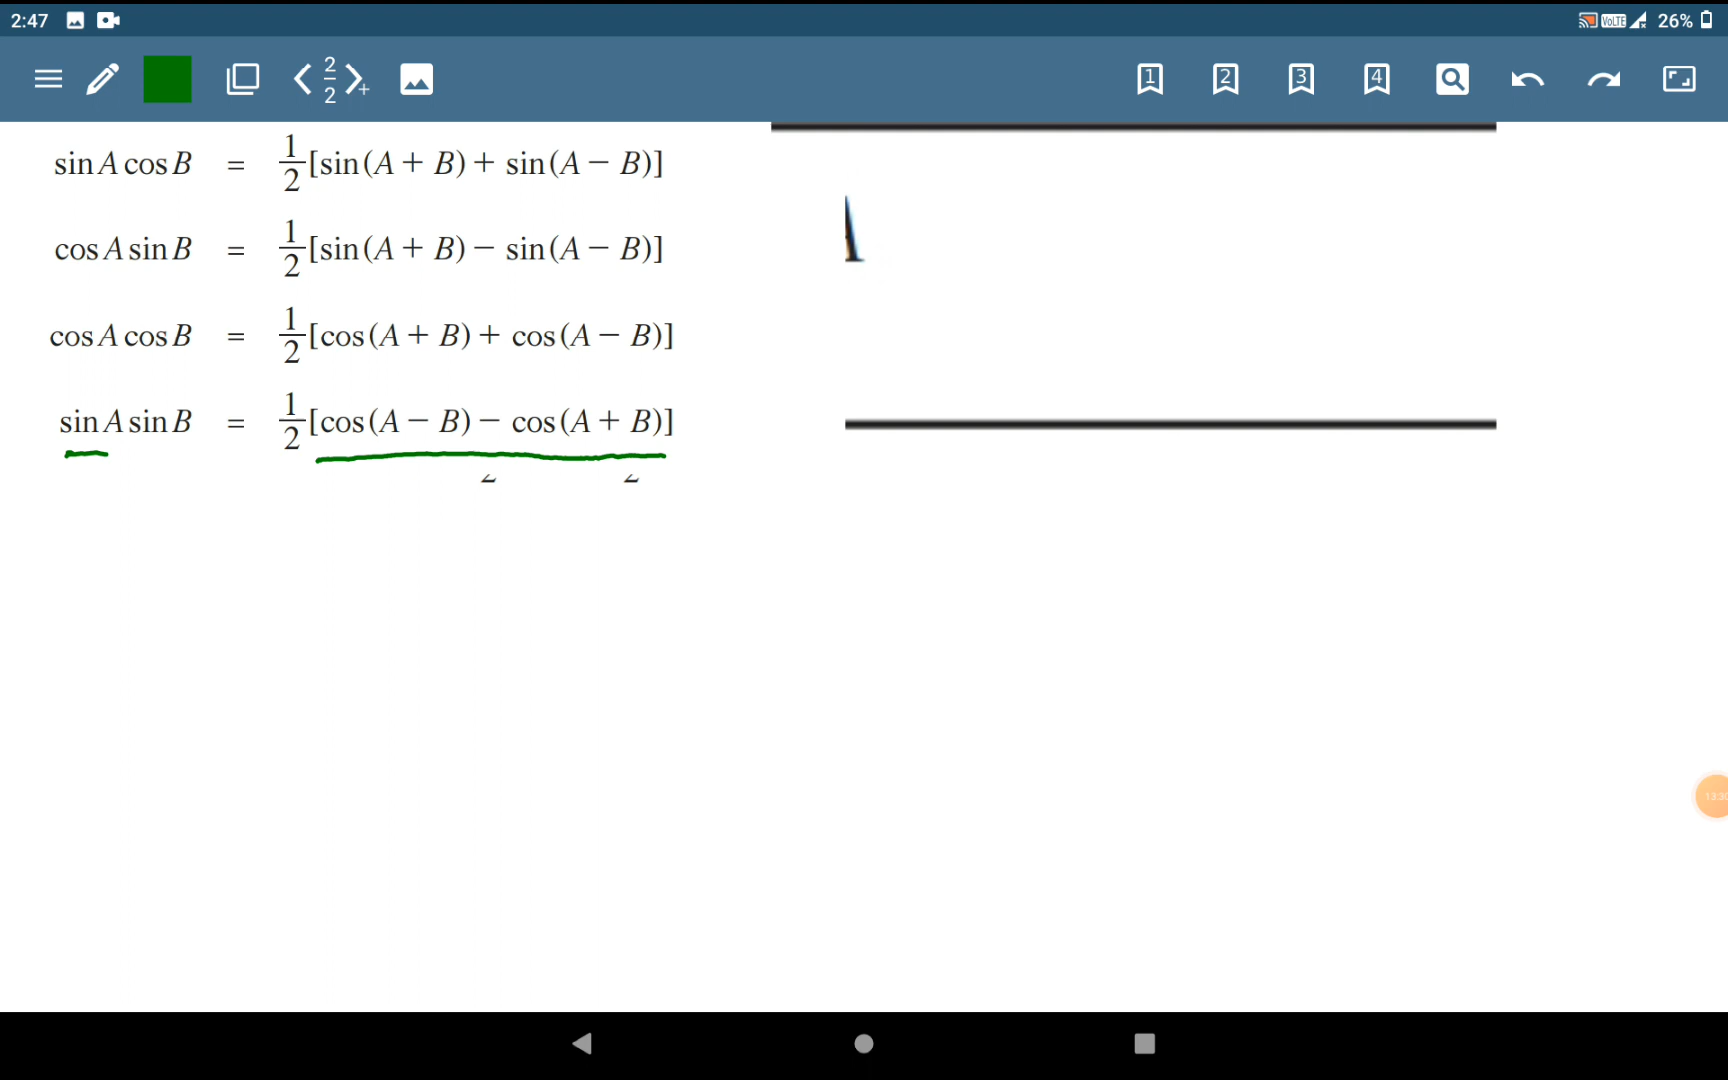 2:47 VoLTE 26%
2
2 + 1 2 3 4
sin A cos B = 1/2 [sin (A + B) + sin (A − B)]
cos A sin B = 1/2 [sin (A + B) − sin (A − B)]
cos A cos B = 1/2 [cos (A + B) + cos (A − B)]
sin A sin B = 1/2 [cos (A − B) − cos (A + B)]